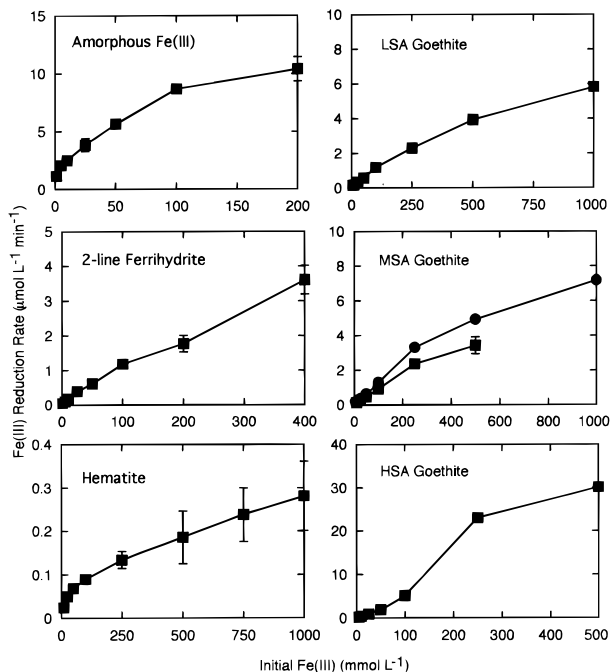 Amorphous Fe(III)
15
10
5
0
0 50 100 150 200
LSA Goethite
10
8
6
4
2
0
0 250 500 750 1000
2-line Ferrihydrite
5
4
3
2
1
0
0 100 200 300 400
MSA Goethite
10
8
6
4
2
0
0 200 400 600 800 1000
Hematite
0.4
0.3
0.2
0.1
0
0 250 500 750 1000
HSA Goethite
40
30
20
10
0
0 100 200 300 400 500
Fe(III) Reduction Rate (μmol L⁻¹ min⁻¹)
Initial Fe(III) (mmol L⁻¹)